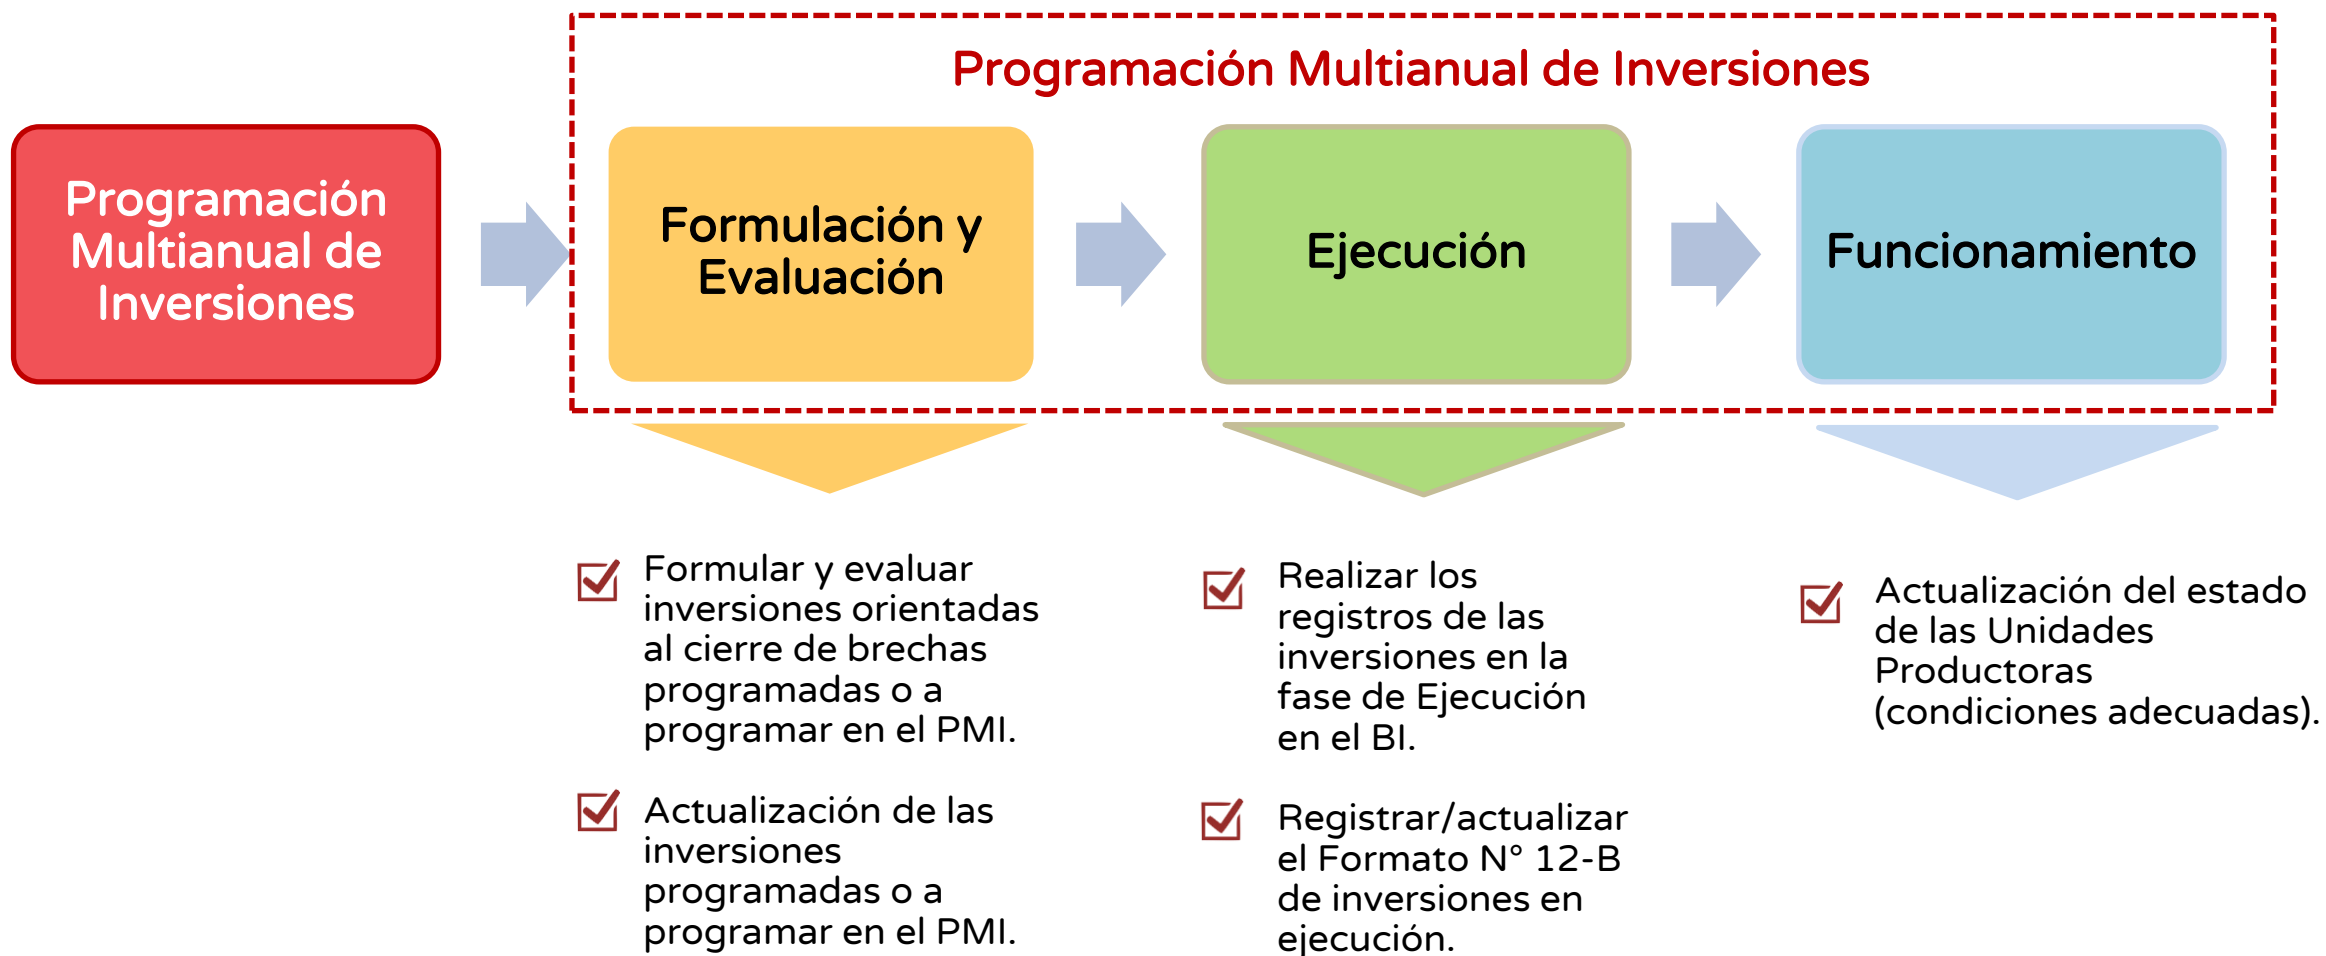 Programación Multianual de Inversiones
Programación
Multianual de
Inversiones
Formulación y
Evaluación
Ejecución
Funcionamiento
Formular y evaluar
inversiones orientadas
al cierre de brechas
programadas o a
programar en el PMI.
Actualización de las
inversiones
programadas o a
programar en el PMI.
Realizar los
registros de las
inversiones en la
fase de Ejecución
en el BI.
Registrar/actualizar
el Formato N° 12-B
de inversiones en
ejecución.
Actualización del estado
de las Unidades
Productoras
(condiciones adecuadas).